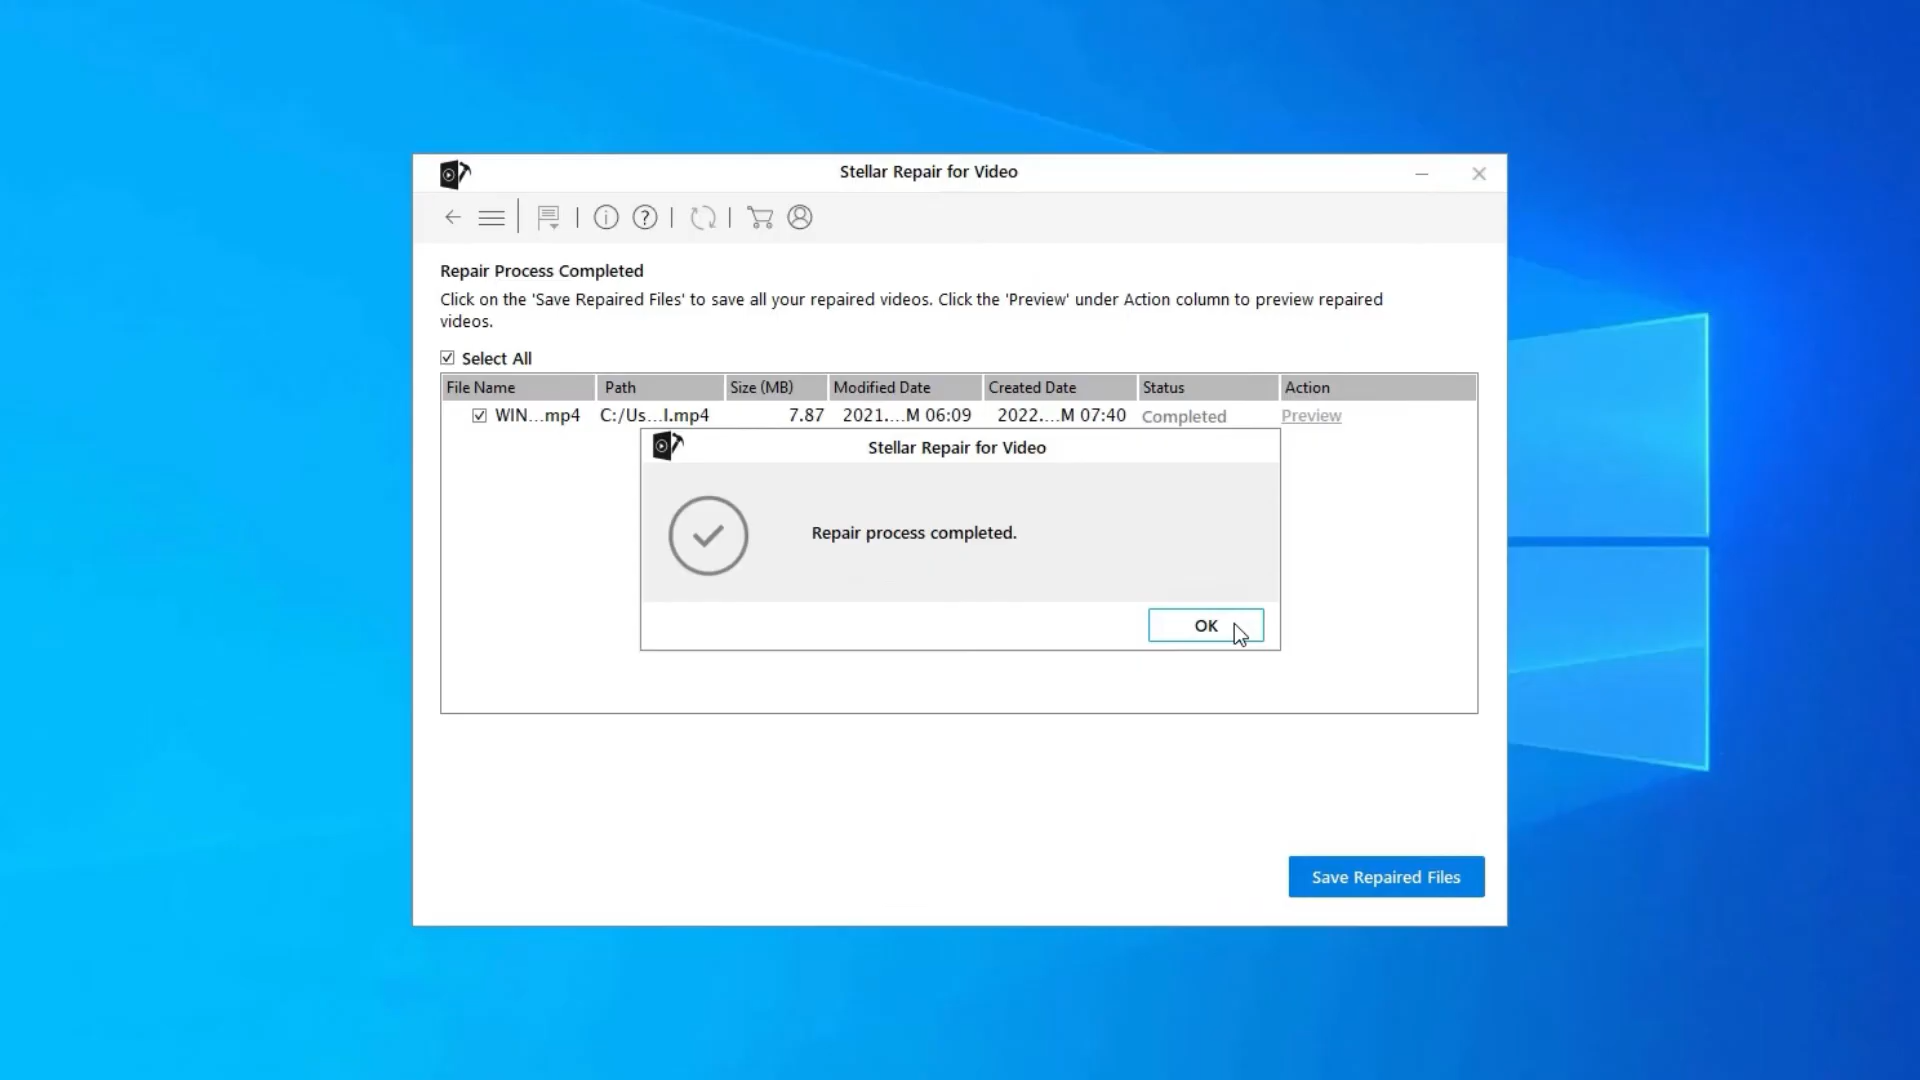 Stellar Repair for Video
Repair Process Completed
Click on the 'Save Repaired Files' to save all your repaired videos. Click the 'Preview' under Action column to preview repaired
videos.
Select All
File Name Path Size (MB) Modified Date Created Date Status Action
WIN...mp4 C:/Us...I.mp4 7.87 2021....M 06:09 2022....M 07:40 Completed Preview
Stellar Repair for Video
Repair process completed.
OK
Save Repaired Files